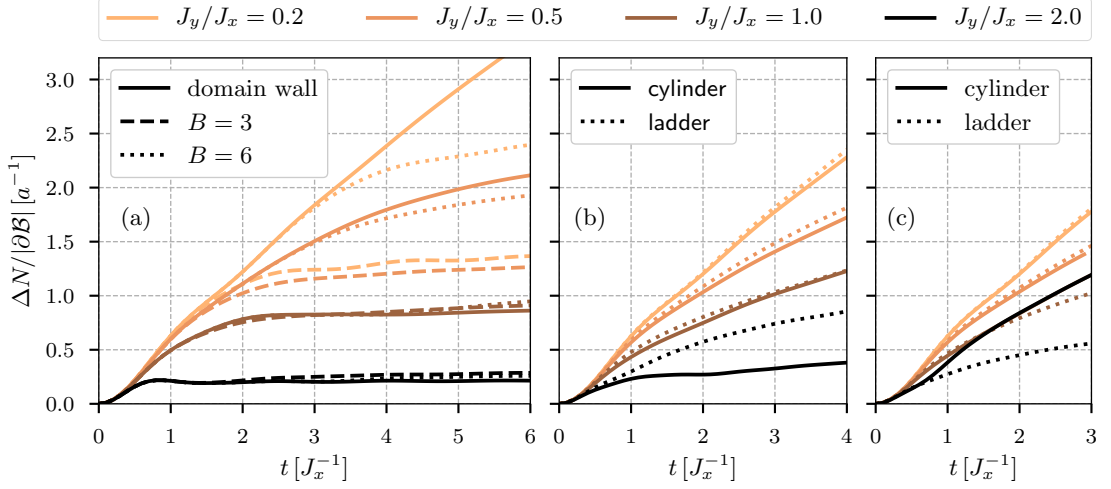 J_y/J_x = 0.2 J_y/J_x = 0.5 J_y/J_x = 1.0 J_y/J_x = 2.0
ΔN/|∂ℬ| [a⁻¹]
3.0
2.5
2.0
1.5
1.0
0.5
0.0
domain wall
B = 3
B = 6
(a)
0 1 2 3 4 5 6
t [J_x⁻¹]
cylinder
ladder
(b)
0 1 2 3 4
t [J_x⁻¹]
cylinder
ladder
(c)
0 1 2 3
t [J_x⁻¹]